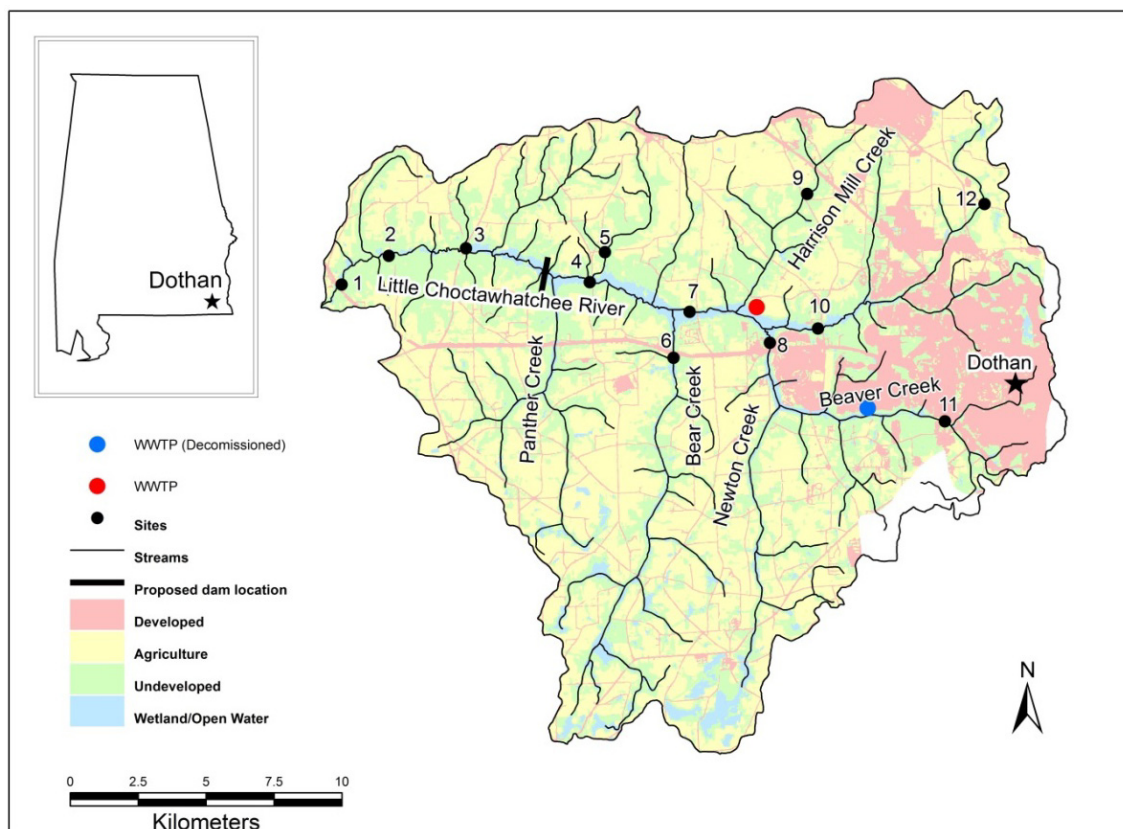 Dothan
WWTP (Decomissioned)
WWTP
Sites
Streams
Proposed dam location
Developed
Agriculture
Undeveloped
Wetland/Open Water
0 2.5 5 7.5 10
Kilometers
1
2
3
4
5
6
7
8
9
10
11
12
Little Choctawhatchee River
Panther Creek
Bear Creek
Newton Creek
Harrison Mill Creek
Beaver Creek
Dothan
N